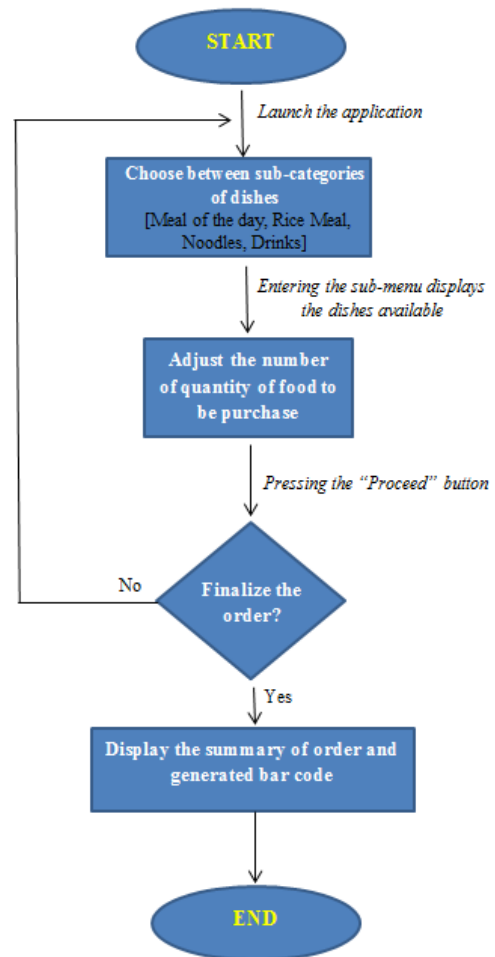 START
Launch the application
Choose between sub-categories
of dishes
[Meal of the day, Rice Meal,
Noodles, Drinks]
Entering the sub-menu displays
the dishes available
Adjust the number
of quantity of food to
be purchase
Pressing the “Proceed” button
Finalize the
order?
No
Yes
Display the summary of order and
generated bar code
END